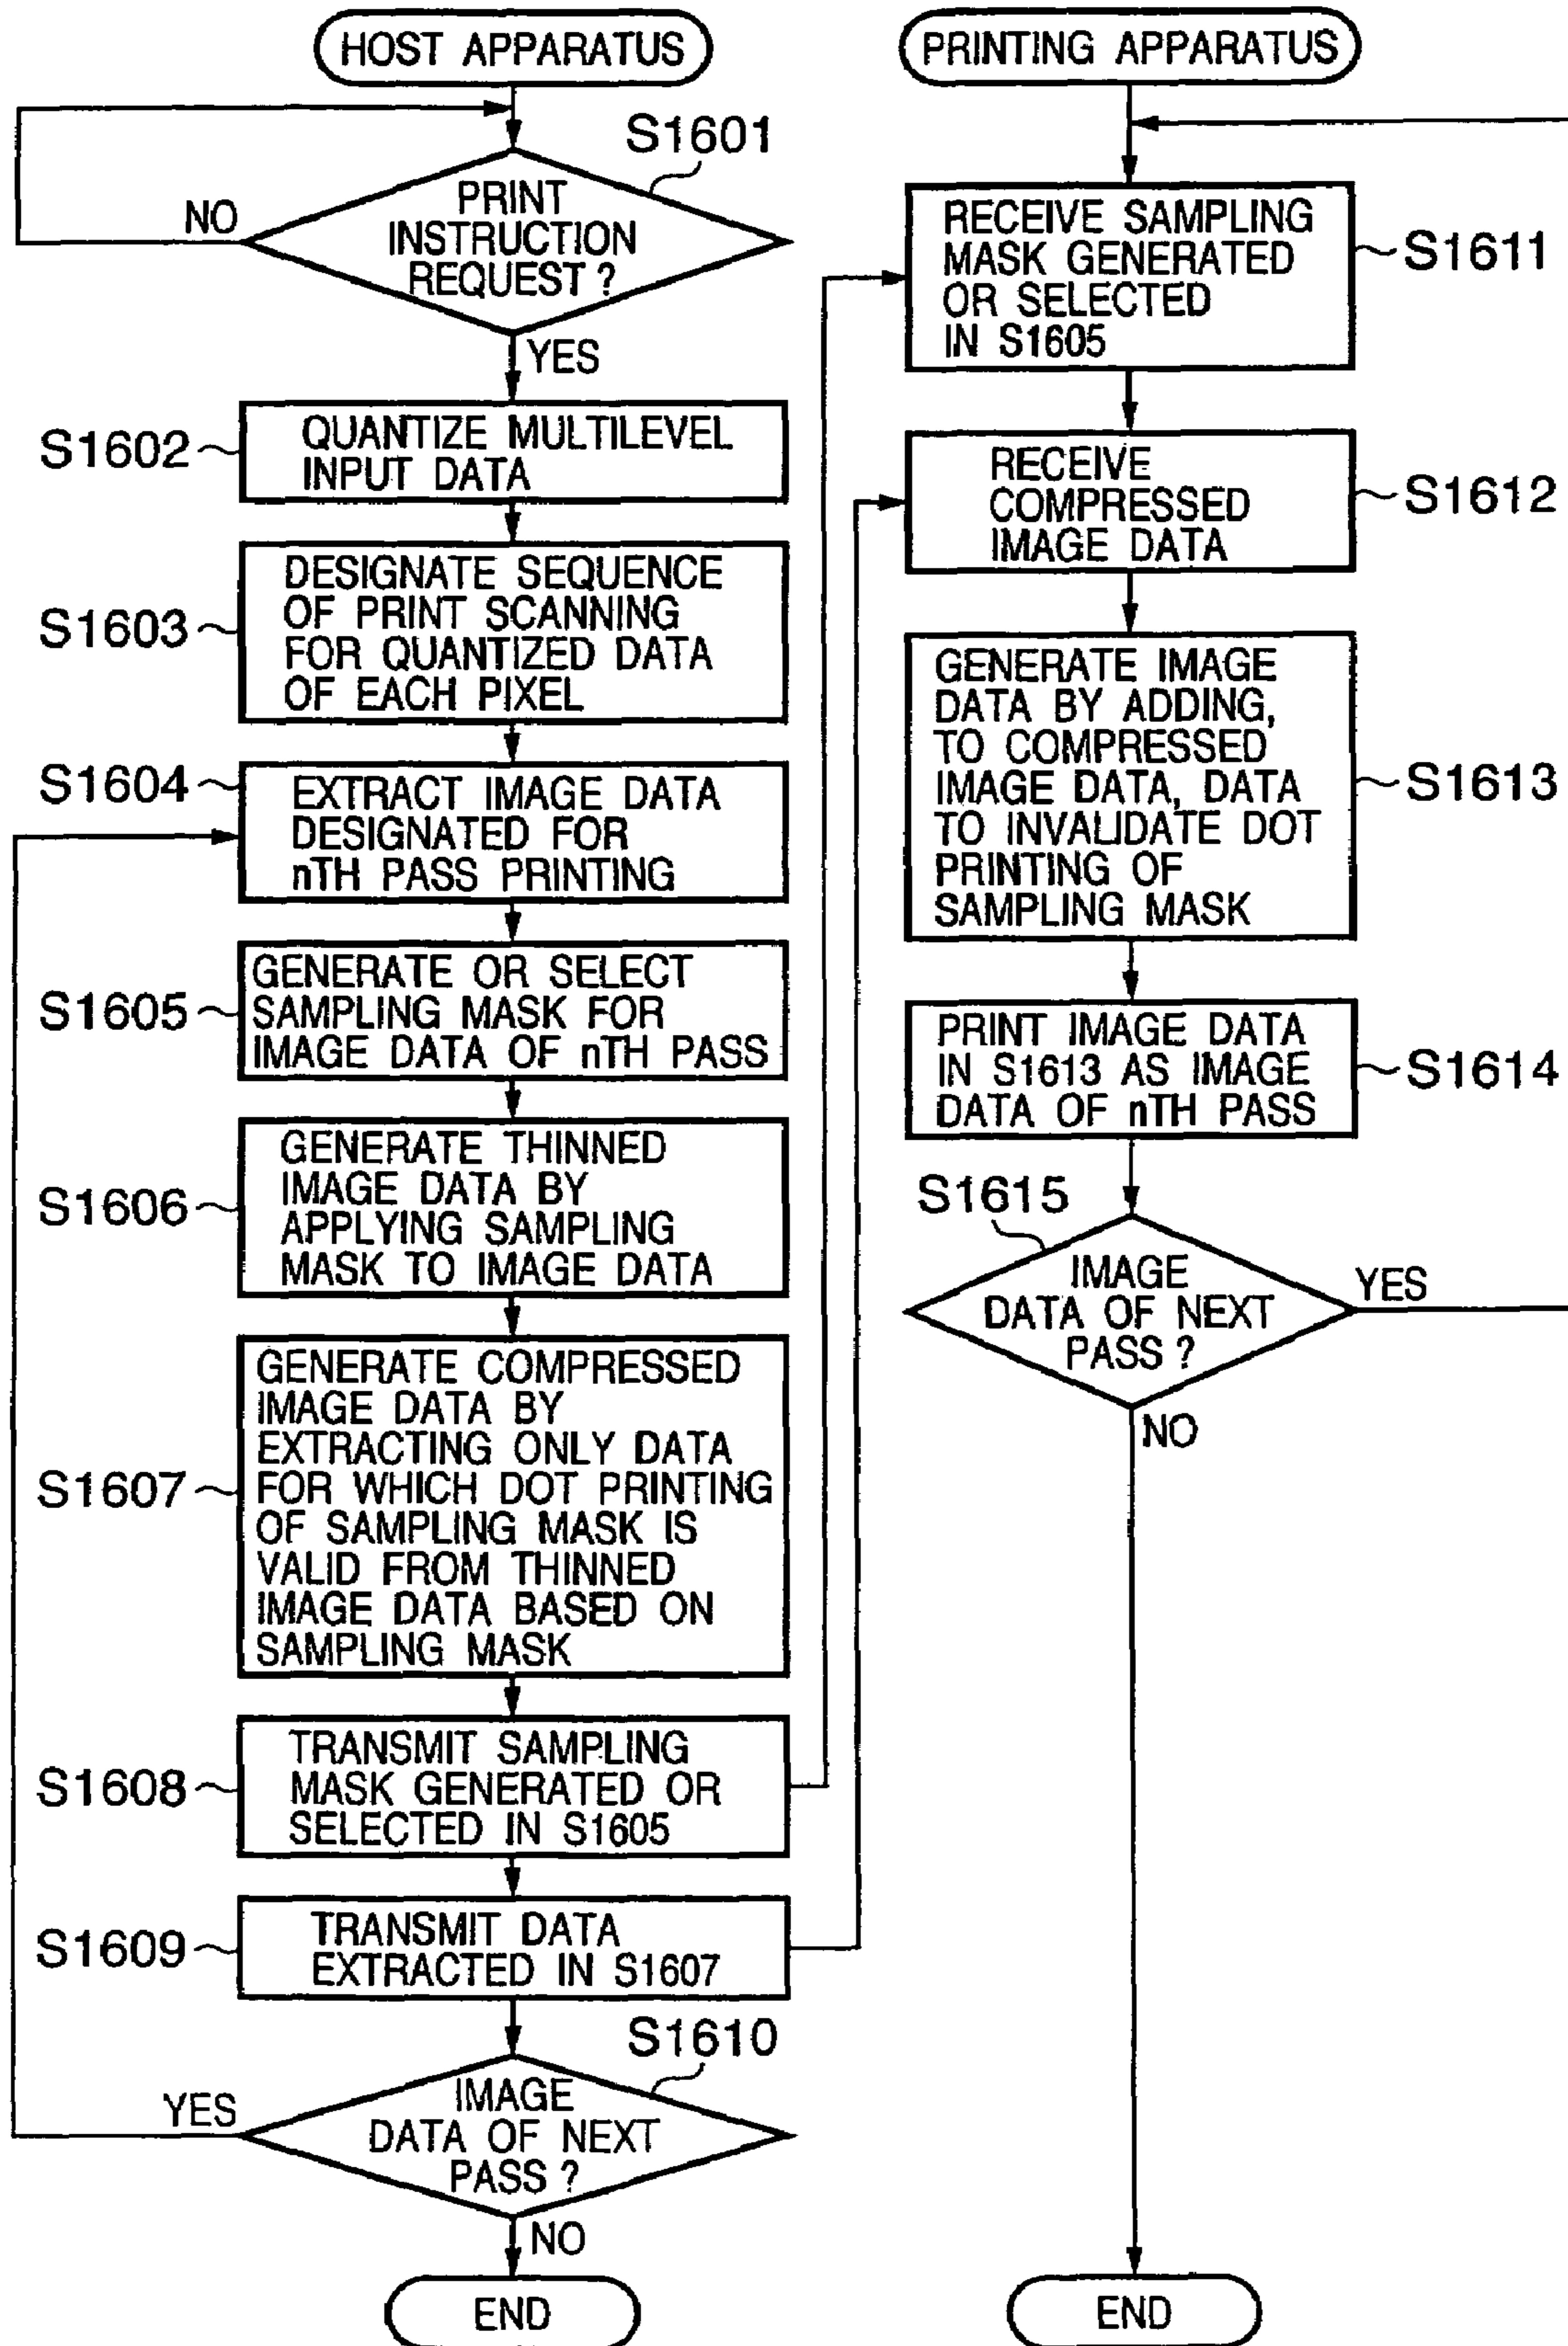 HOST APPARATUS
S1601
PRINT
INSTRUCTION
REQUEST ?
NO
YES
S1602
QUANTIZE MULTILEVEL
INPUT DATA
S1603
DESIGNATE SEQUENCE
OF PRINT SCANNING
FOR QUANTIZED DATA
OF EACH PIXEL
S1604
EXTRACT IMAGE DATA
DESIGNATED FOR
nTH PASS PRINTING
S1605
GENERATE OR SELECT
SAMPLING MASK FOR
IMAGE DATA OF nTH PASS
S1606
GENERATE THINNED
IMAGE DATA BY
APPLYING SAMPLING
MASK TO IMAGE DATA
S1607
GENERATE COMPRESSED
IMAGE DATA BY
EXTRACTING ONLY DATA
FOR WHICH DOT PRINTING
OF SAMPLING MASK IS
VALID FROM THINNED
IMAGE DATA BASED ON
SAMPLING MASK
S1608
TRANSMIT SAMPLING
MASK GENERATED OR
SELECTED IN S1605
S1609
TRANSMIT DATA
EXTRACTED IN S1607
S1610
IMAGE
DATA OF NEXT
PASS ?
YES
NO
END
PRINTING APPARATUS
RECEIVE SAMPLING
MASK GENERATED
OR SELECTED
IN S1605
S1611
RECEIVE
COMPRESSED
IMAGE DATA
S1612
GENERATE IMAGE
DATA BY ADDING,
TO COMPRESSED
IMAGE DATA, DATA
TO INVALIDATE DOT
PRINTING OF
SAMPLING MASK
S1613
PRINT IMAGE DATA
IN S1613 AS IMAGE
DATA OF nTH PASS
S1614
S1615
IMAGE
DATA OF NEXT
PASS ?
YES
NO
END